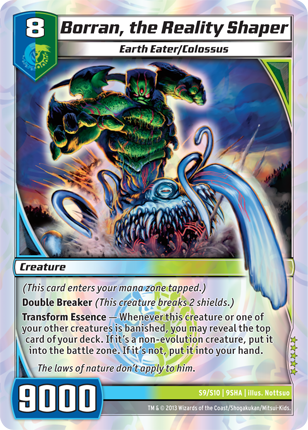 8
Borran, the Reality Shaper
Earth Eater/Colossus
Creature
(This card enters your mana zone tapped.)
Double Breaker (This creature breaks 2 shields.)
Transform Essence — Whenever this creature or one of
your other creatures is banished, you may reveal the
top card of your deck. If it's a non-evolution creature, put it
into the battle zone. If it's not, put it into your hand.
The laws of nature don't apply to him.
9000
S9/S10 | 9SHA | Illus. Nottsuo
TM & © 2013 Wizards of the Coast/Shogakukan/Mitsui-Kids.